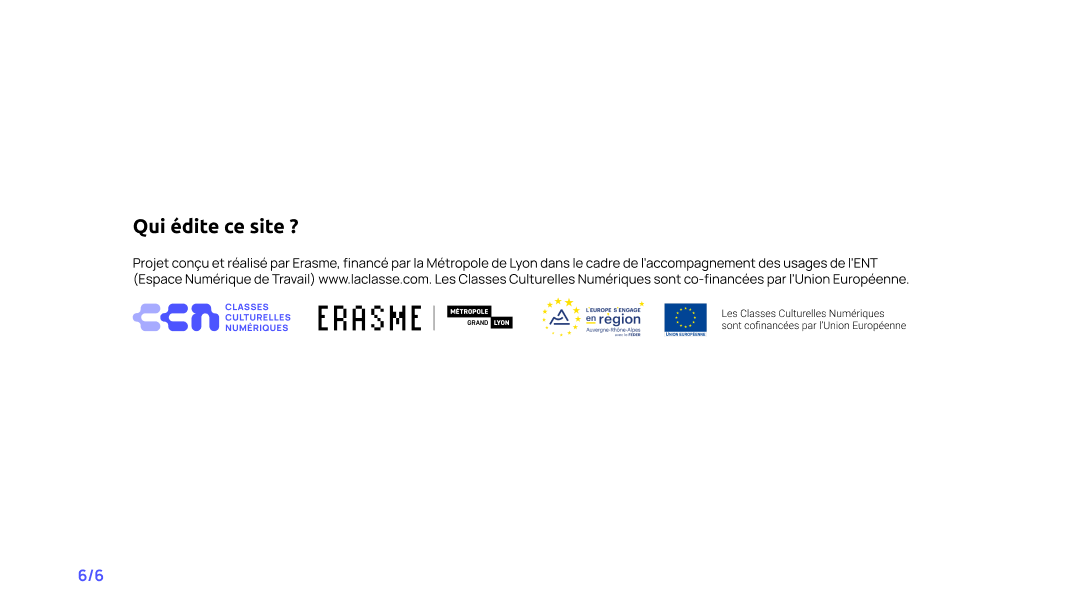 Qui édite ce site ?
Projet conçu et réalisé par Erasme, financé par la Métropole de Lyon dans le cadre de l'accompagnement des usages de l'ENT
(Espace Numérique de Travail) www.laclasse.com. Les Classes Culturelles Numériques sont co-financées par l'Union Européenne.
CLASSES
CULTURELLES
NUMÉRIQUES
ERASME
MÉTROPOLE
GRAND LYON
L'EUROPE S'ENGAGE
en région
Auvergne-Rhône-Alpes
avec le FEDER
UNION EUROPÉENNE
Les Classes Culturelles Numériques
sont cofinancées par l'Union Européenne
6/6